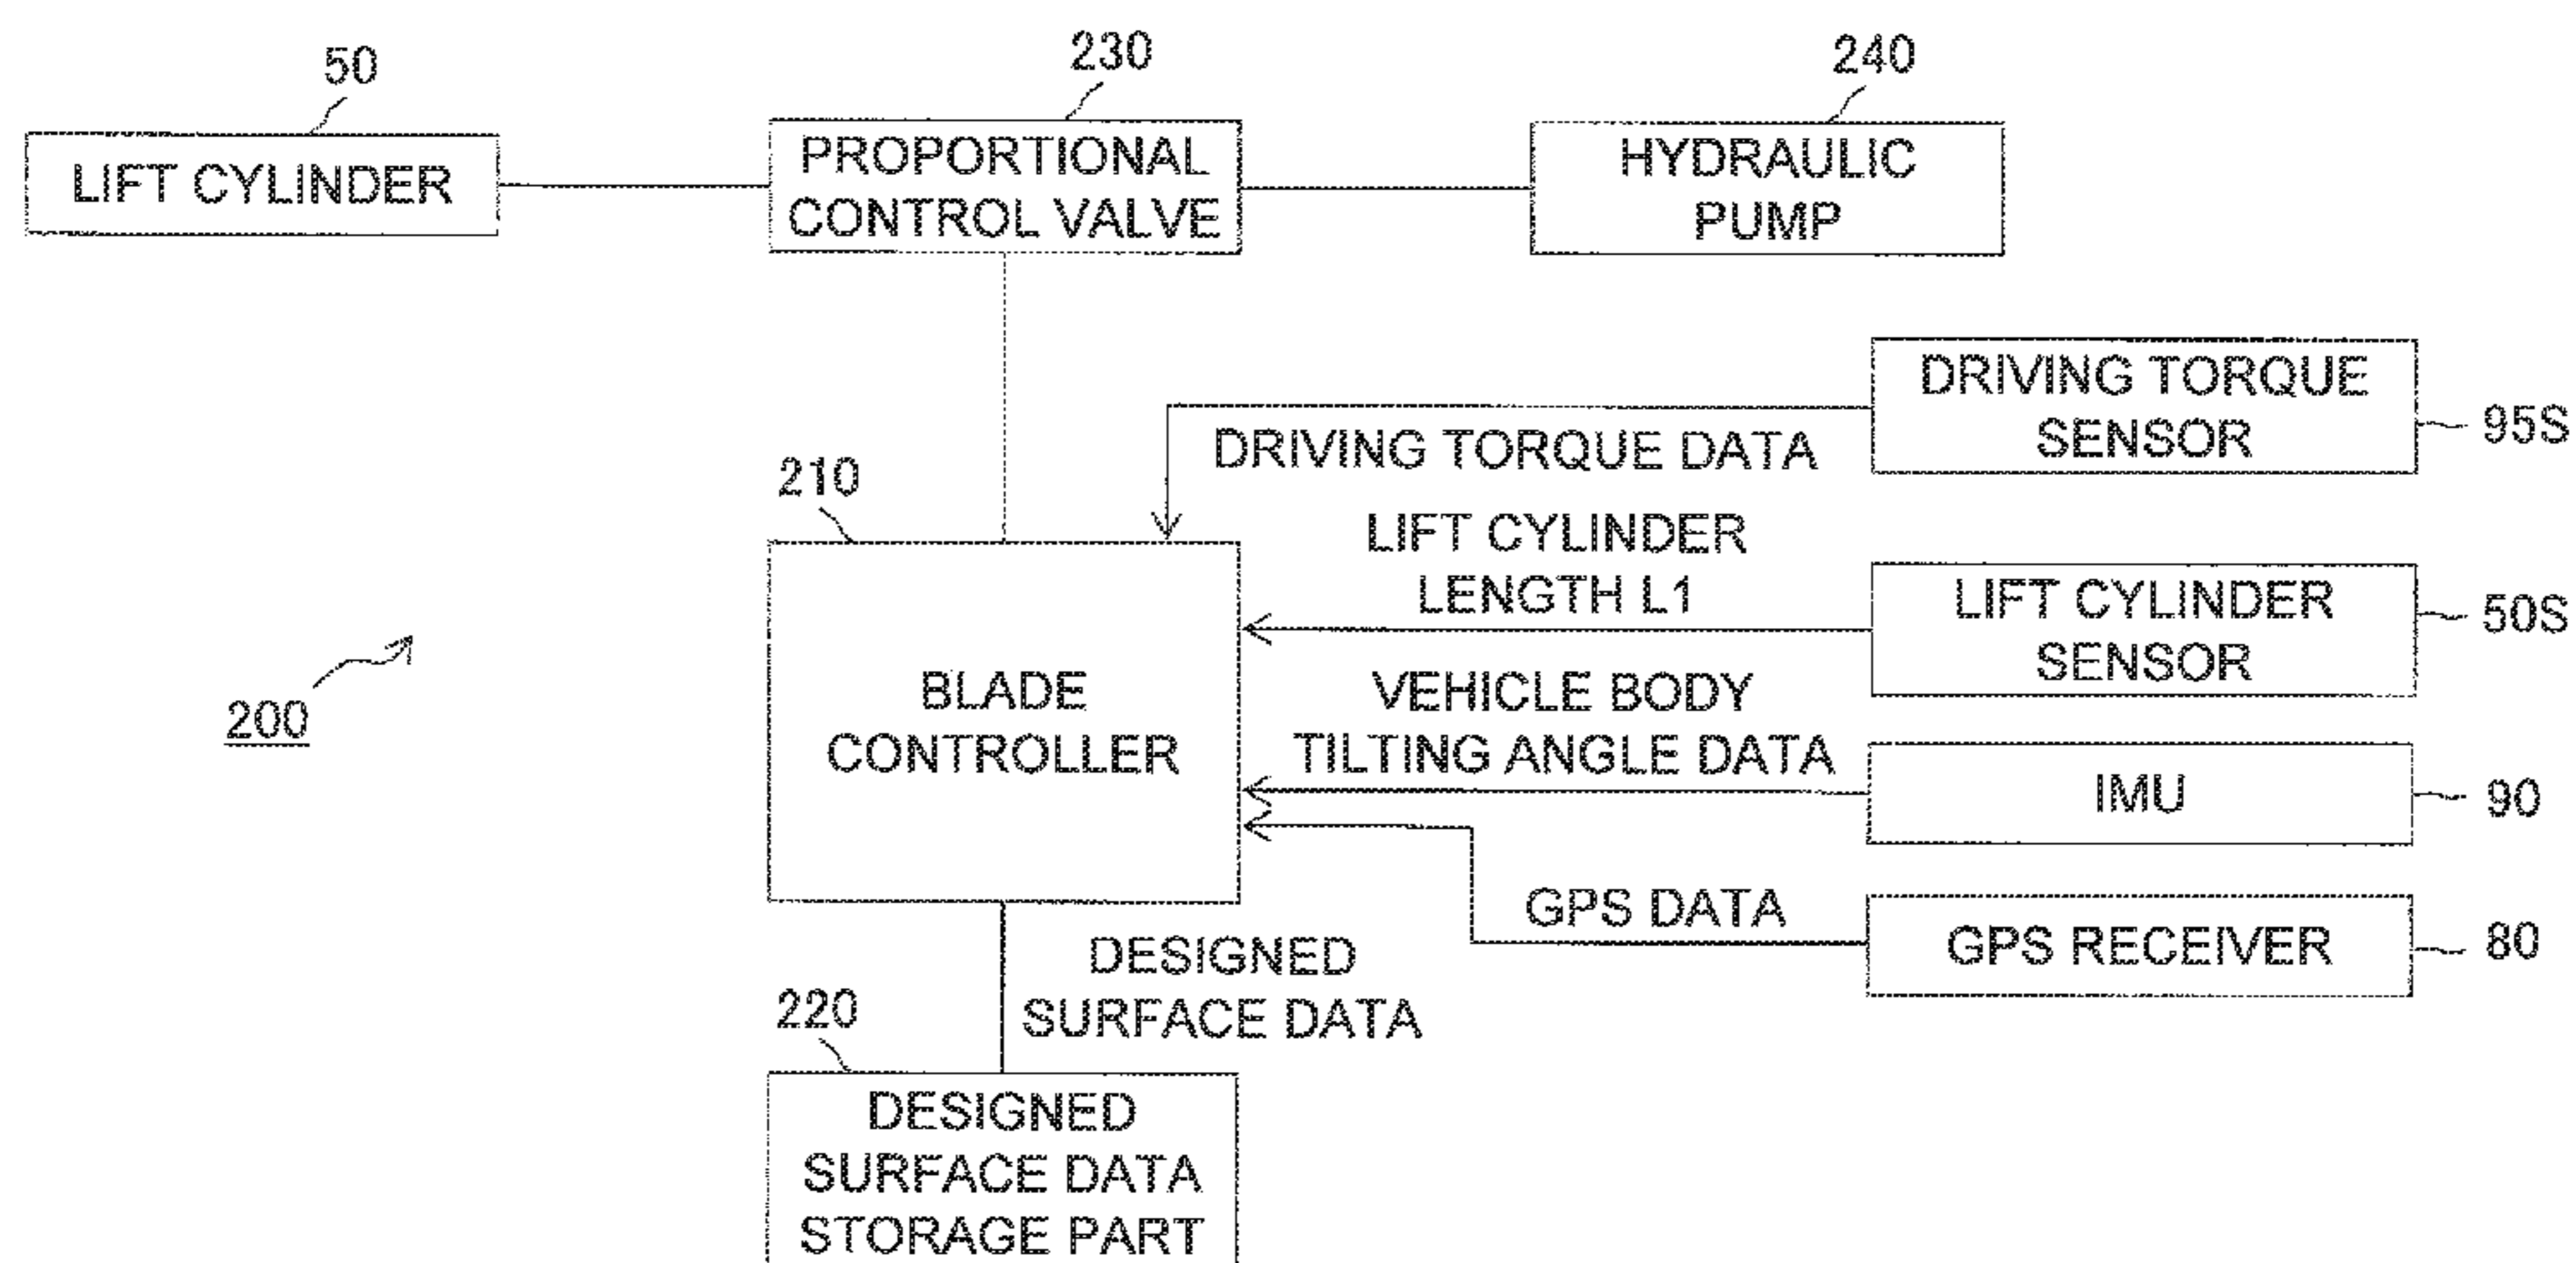 50
230
240
LIFT CYLINDER
PROPORTIONAL
CONTROL VALVE
HYDRAULIC
PUMP
DRIVING TORQUE
SENSOR
95S
DRIVING TORQUE DATA
210
LIFT CYLINDER
LENGTH L1
LIFT CYLINDER
SENSOR
50S
BLADE
CONTROLLER
VEHICLE BODY
TILTING ANGLE DATA
200
IMU
90
GPS DATA
GPS RECEIVER
80
DESIGNED
SURFACE DATA
220
DESIGNED
SURFACE DATA
STORAGE PART